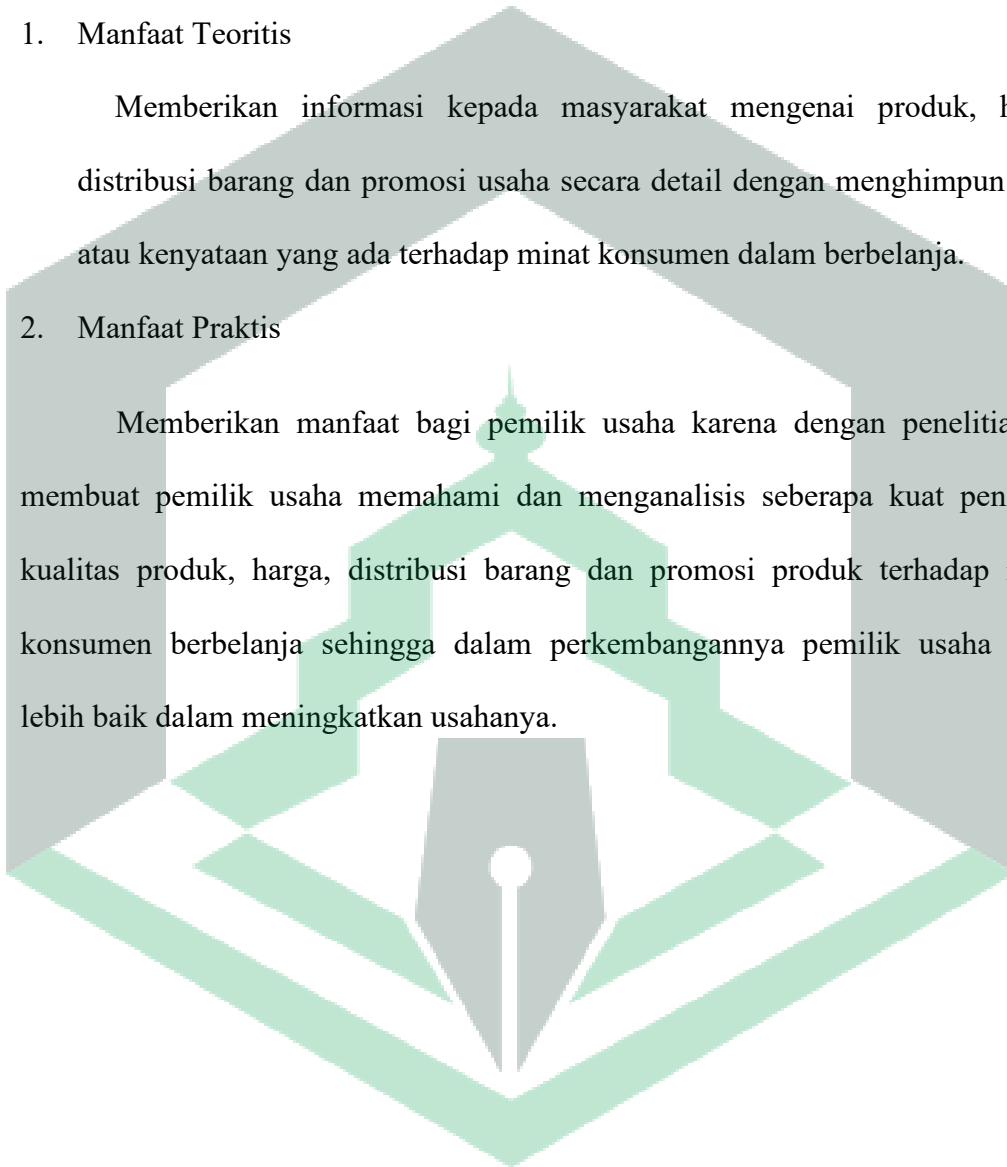 1. Manfaat Teoritis
Memberikan informasi kepada masyarakat mengenai produk,
distribusi barang dan promosi usaha secara detail dengan menghimpun
atau kenyataan yang ada terhadap minat konsumen dalam berbelanja.
2. Manfaat Praktis
Memberikan manfaat bagi pemilik usaha karena dengan
membuat pemilik usaha memahami dan menganalisis seberapa kuat
kualitas produk, harga, distribusi barang dan promosi produk terhadap
konsumen berbelanja sehingga dalam perkembangannya pemilik usaha
lebih baik dalam meningkatkan usahanya.